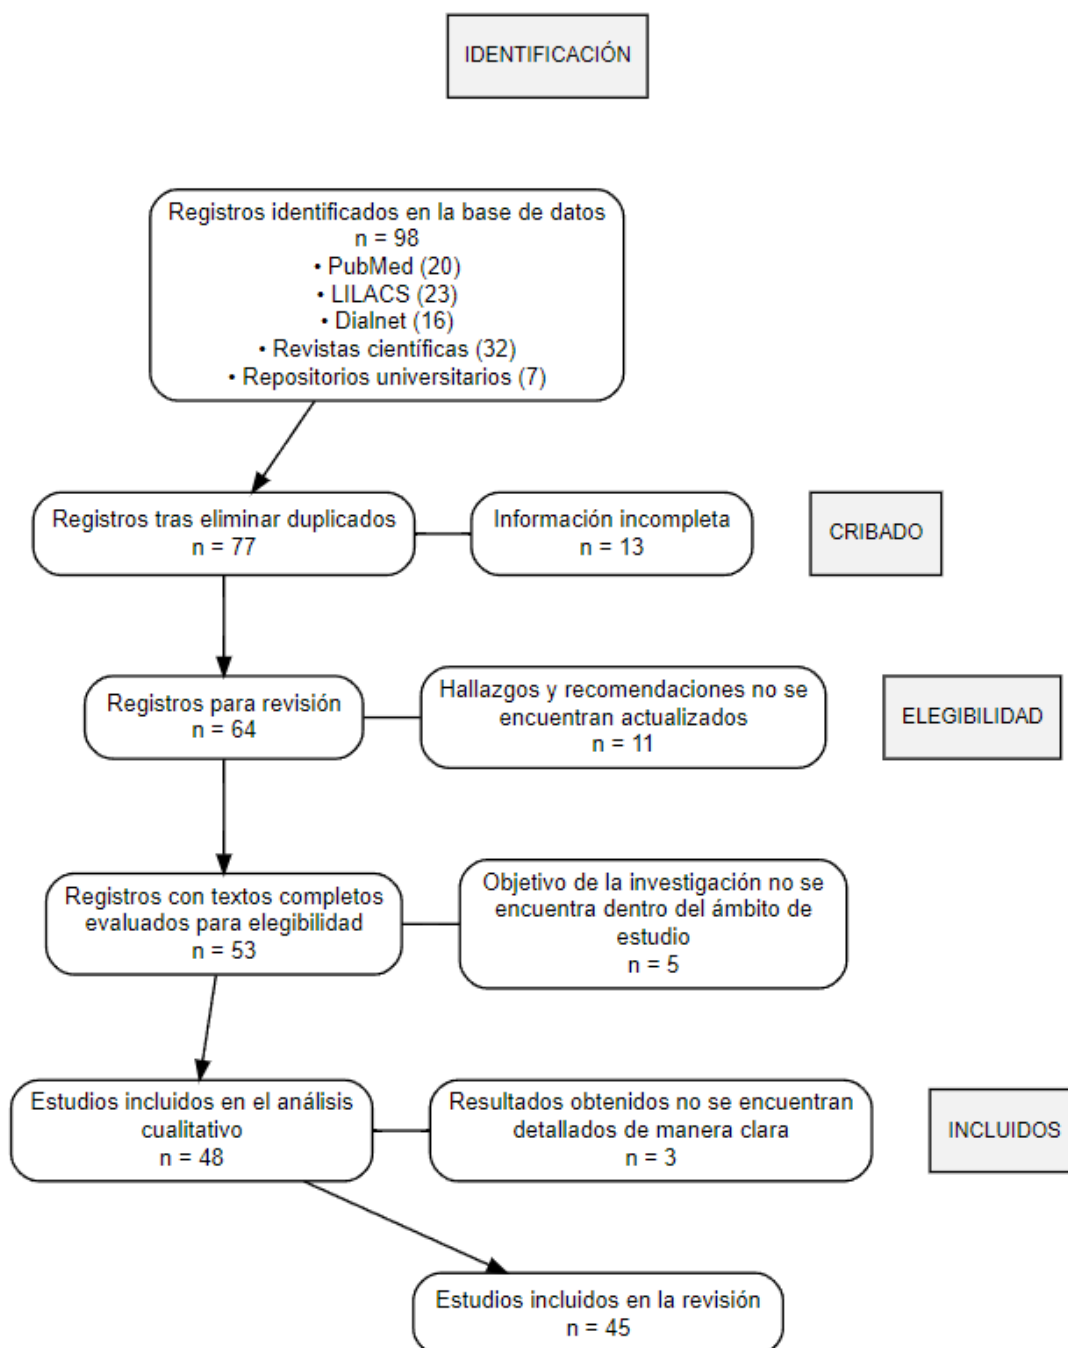 IDENTIFICACIÓN
Registros identificados en la base de datos
n = 98
• PubMed (20)
• LILACS (23)
• Dialnet (16)
• Revistas científicas (32)
• Repositorios universitarios (7)
Registros tras eliminar duplicados
n = 77
Información incompleta
n = 13
CRIBADO
Registros para revisión
n = 64
Hallazgos y recomendaciones no se
encuentran actualizados
n = 11
ELEGIBILIDAD
Registros con textos completos
evaluados para elegibilidad
n = 53
Objetivo de la investigación no se
encuentra dentro del ámbito de
estudio
n = 5
Estudios incluidos en el análisis
cualitativo
n = 48
Resultados obtenidos no se encuentran
detallados de manera clara
n = 3
INCLUIDOS
Estudios incluidos en la revisión
n = 45